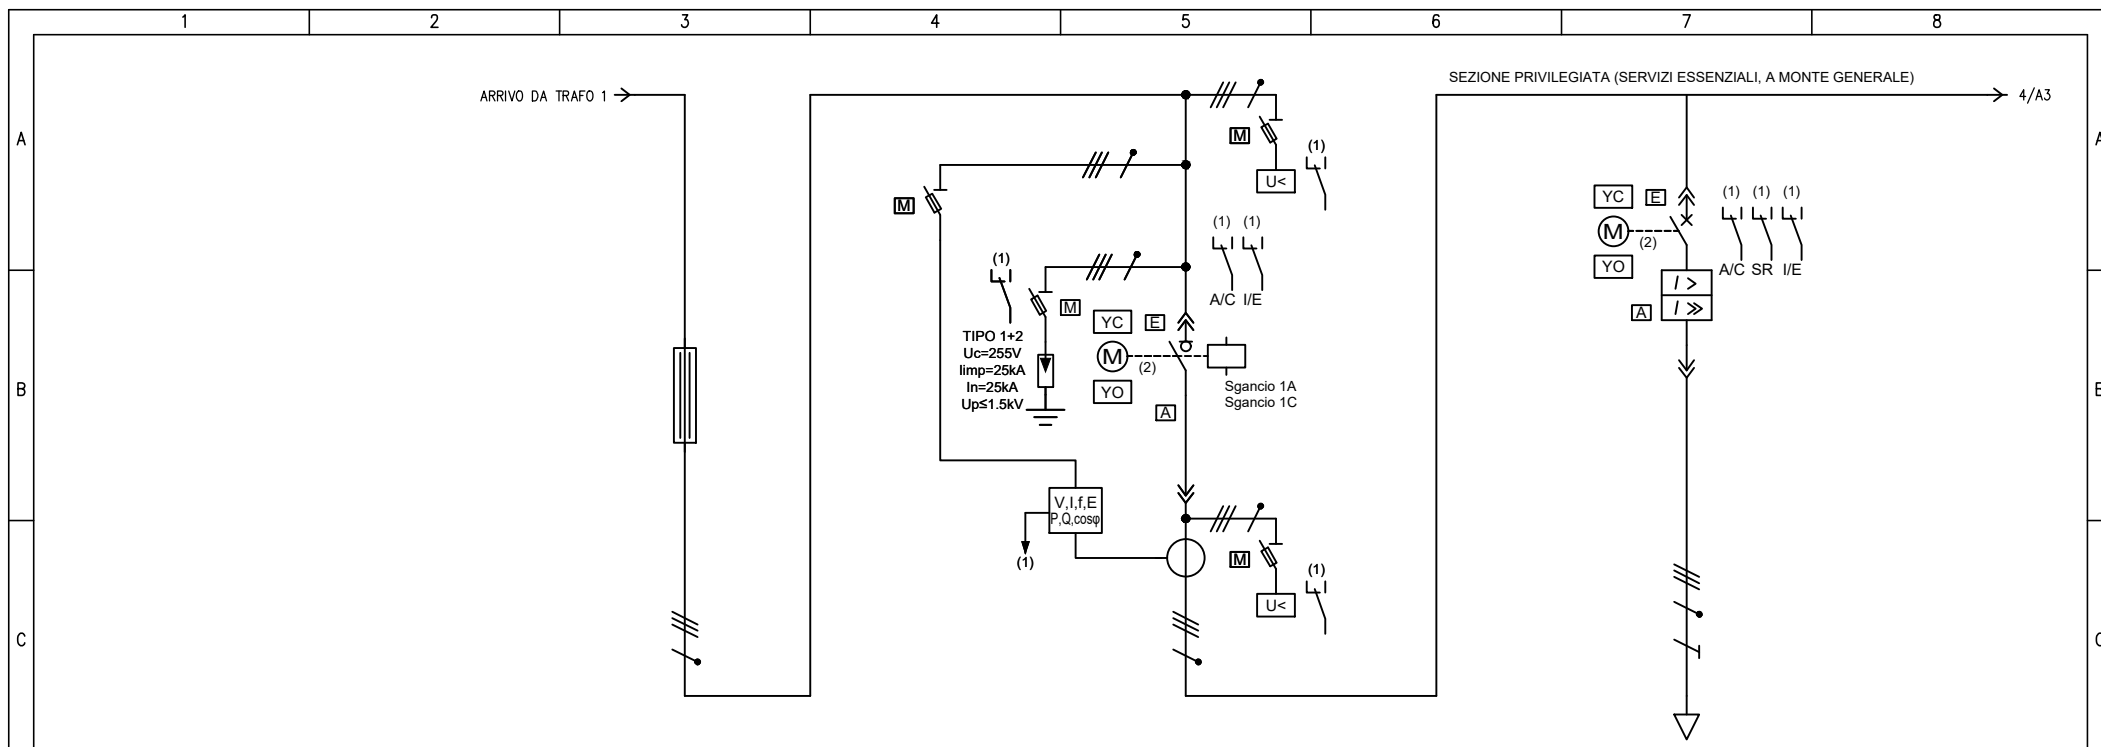 1 2 3 4 5 6 7 8
SEZIONE PRIVILEGIATA (SERVIZI ESSENZIALI, A MONTE GENERALE)
ARRIVO DA TRAFO 1
4/A3
A
A
M
(1)
U<
M
(1) (1)
A/C I/E
(1)
M
TIPO 1+2
Uc=255V
Iimp=25kA
In=25kA
Up≤1.5kV
YC
E
M
(2)
YO
A
Sgancio 1A
Sgancio 1C
YC
E
(1) (1) (1)
M
(2)
YO
A/C SR I/E
I >
I ≫
A
B
B
V,I,f,E
P,Q,cosφ
(1)
M
(1)
U<
C
C